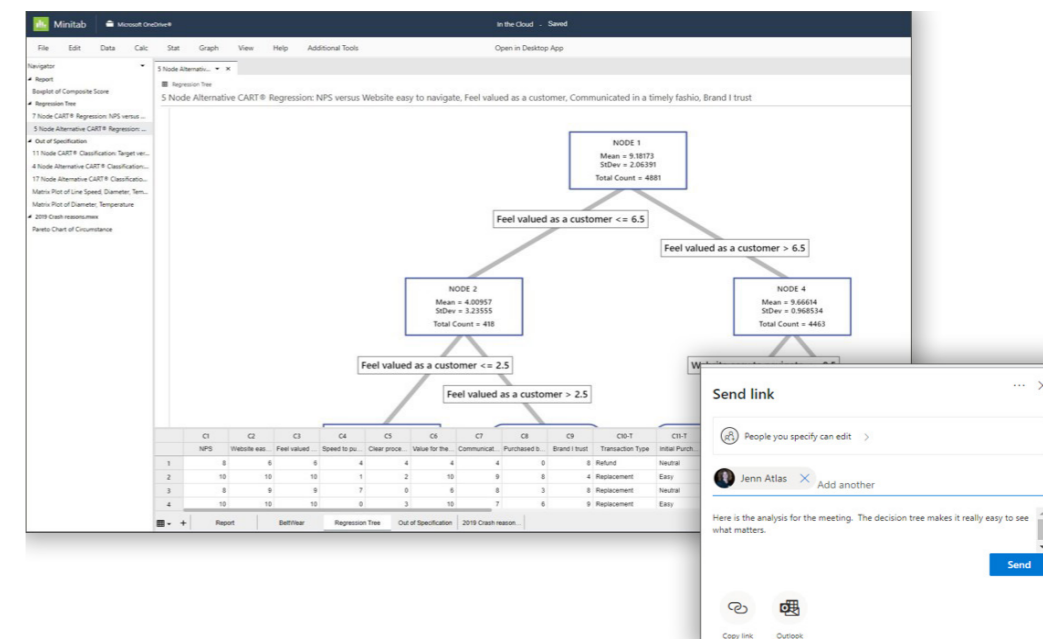 Minitab Microsoft OneDrive® In the Cloud - Saved
File Edit Data Calc Stat Graph View Help Additional Tools Open in Desktop App
Navigator
Report
Boxplot of Composite Score
Regression Tree
7 Node CART® Regression: NPS versus ...
5 Node Alternative CART® Regression: ...
Out of Specification
11 Node CART® Classification: Target ver...
4 Node Alternative CART® Classification...
17 Node Alternative CART® Classificatio...
Matrix Plot of Line Speed, Diameter, Tem...
Matrix Plot of Diameter, Temperature
2019 Crash reasons.mwx
Pareto Chart of Circumstance
5 Node Alternativ...
Regression Tree
5 Node Alternative CART® Regression: NPS versus Website easy to navigate, Feel valued as a customer, Communicated in a timely fashio, Brand I trust
NODE 1
Mean = 9.18173
StDev = 2.06391
Total Count = 4881
Feel valued as a customer <= 6.5
Feel valued as a customer > 6.5
NODE 2
Mean = 4.00957
StDev = 3.23555
Total Count = 418
NODE 4
Mean = 9.66614
StDev = 0.968534
Total Count = 4463
Feel valued as a customer <= 2.5
Feel valued as a customer > 2.5
C1 C2 C3 C4 C5 C6 C7 C8 C9 C10-T C11-T
NPS Website eas... Feel valued ... Speed to pu... Clear proce... Value for the... Communicat... Purchased b... Brand I trust Transaction Type Initial Purch
1 8 6 6 4 4 4 4 0 8 Refund Neutral
2 10 10 10 1 2 10 9 8 4 Replacement Easy
3 8 9 9 7 0 6 8 3 8 Replacement Neutral
4 10 10 10 0 3 10 7 6 9 Replacement Easy
Report BeltWear Regression Tree Out of Specification 2019 Crash reason...
Send link
People you specify can edit
Jenn Atlas Add another
Here is the analysis for the meeting. The decision tree makes it really easy to see
what matters.
Send
Copy link Outlook